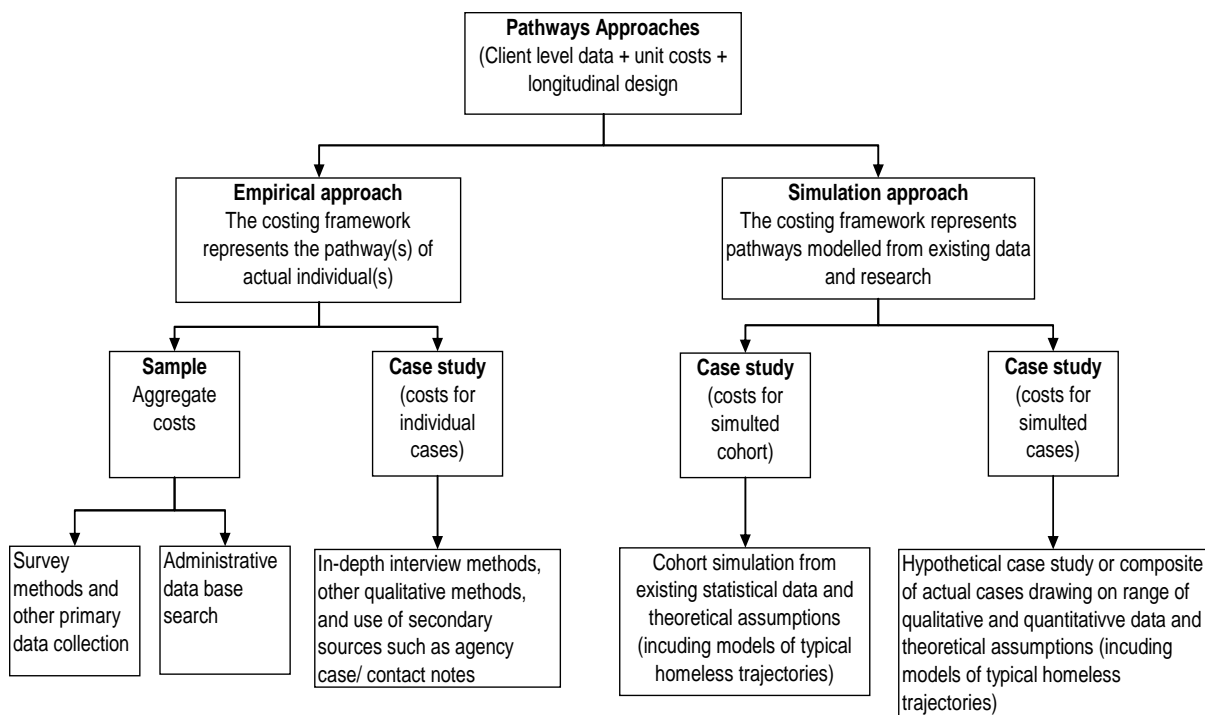 Pathways Approaches
(Client level data + unit costs +
longitudinal design
Empirical approach
The costing framework
represents the pathway(s) of
actual individual(s)
Simulation approach
The costing framework represents
pathways modelled from existing data
and research
Sample
Aggregate
costs
Case study
(costs for
individual
cases)
Case study
(costs for
simulted
cohort)
Case study
(costs for
simulted
cases)
Survey
methods and
other primary
data collection
Administrative
data base
search
In-depth interview methods,
other qualitative methods,
and use of secondary
sources such as agency
case/ contact notes
Cohort simulation from
existing statistical data and
theoretical assumptions
(incuding models of typical
homeless trajectories)
Hypothetical case study or composite
of actual cases drawing on range of
qualitative and quantitativve data and
theoretical assumptions (incuding
models of typical homeless
trajectories)